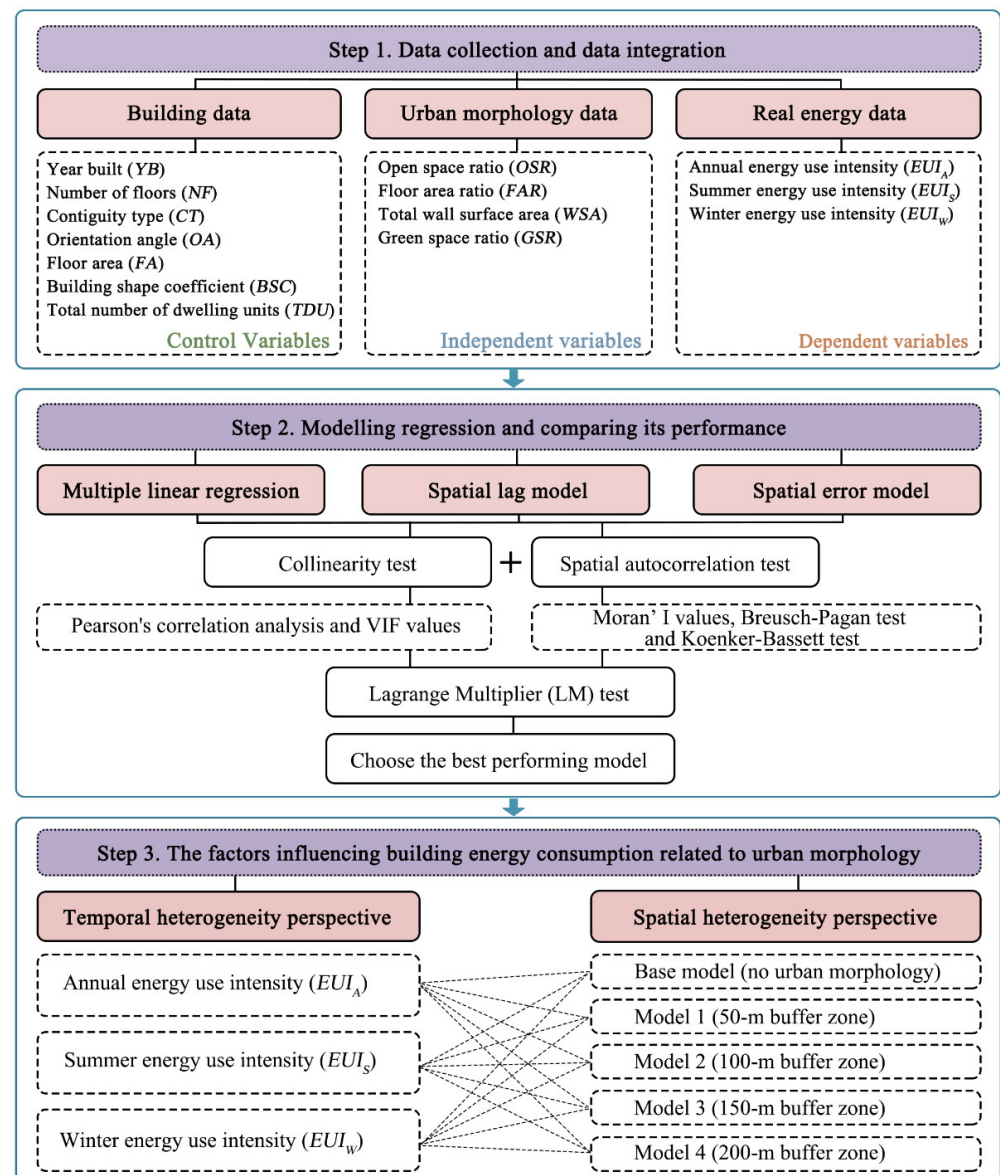 Step 1. Data collection and data integration
Building data
Year built (YB)
Number of floors (NF)
Contiguity type (CT)
Orientation angle (OA)
Floor area (FA)
Building shape coefficient (BSC)
Total number of dwelling units (TDU)
Control Variables
Urban morphology data
Open space ratio (OSR)
Floor area ratio (FAR)
Total wall surface area (WSA)
Green space ratio (GSR)
Independent variables
Real energy data
Annual energy use intensity (EUI_A)
Summer energy use intensity (EUI_S)
Winter energy use intensity (EUI_W)
Dependent variables
Step 2. Modelling regression and comparing its performance
Multiple linear regression
Spatial lag model
Spatial error model
Collinearity test
+
Spatial autocorrelation test
Pearson's correlation analysis and VIF values
Moran’ I values, Breusch-Pagan test
and Koenker-Bassett test
Lagrange Multiplier (LM) test
Choose the best performing model
Step 3. The factors influencing building energy consumption related to urban morphology
Temporal heterogeneity perspective
Annual energy use intensity (EUI_A)
Summer energy use intensity (EUI_S)
Winter energy use intensity (EUI_W)
Spatial heterogeneity perspective
Base model (no urban morphology)
Model 1 (50-m buffer zone)
Model 2 (100-m buffer zone)
Model 3 (150-m buffer zone)
Model 4 (200-m buffer zone)